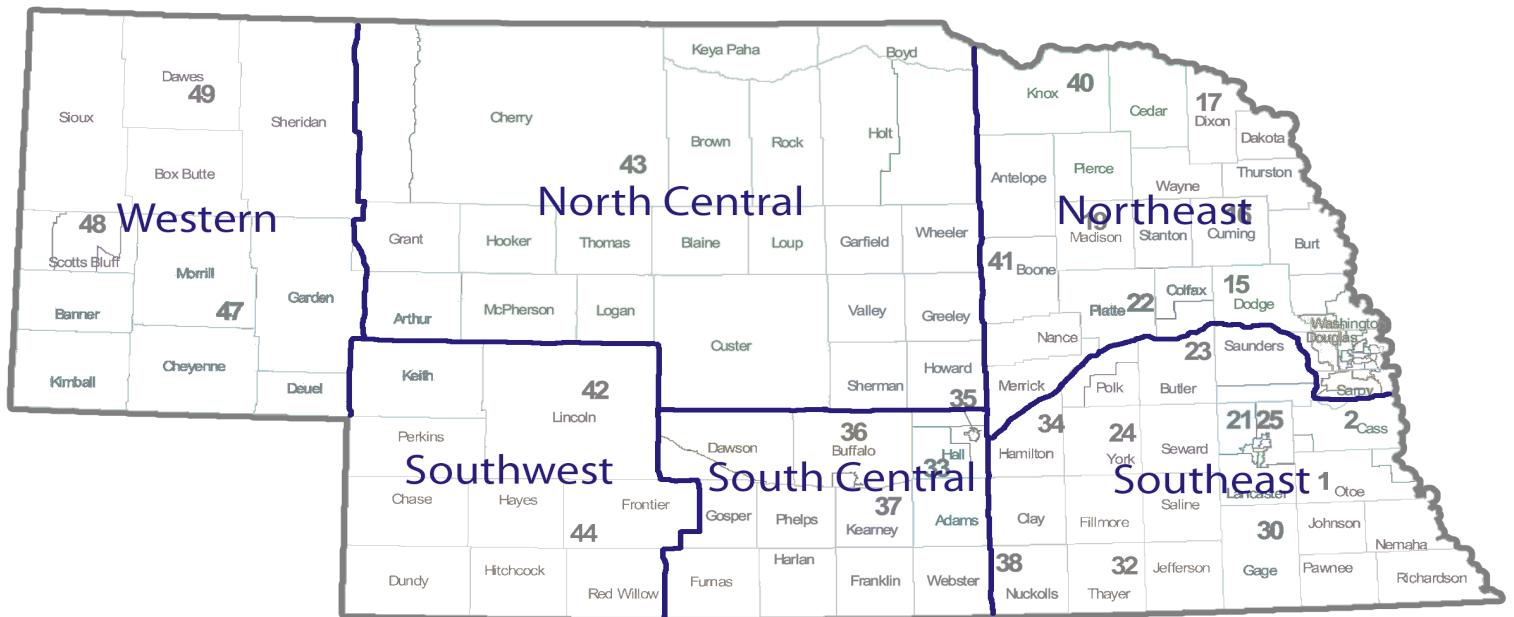 Keya Paha
Boyd
Dawes
49
Knox
40
Cedar
17
Dixon
Sioux
Sheridan
Cherry
Brown
Rock
Holt
Dakota
43
Box Butte
Antelope
Pierce
Thurston
Wayne
48
Western
North Central
Northeast
19
16
Scotts Bluff
Grant
Hooker
Thomas
Blaine
Loup
Garfield
Wheeler
Madison
Stanton
Cuming
Burt
Morrill
41
Boone
Garden
47
Banner
Arthur
McPherson
Logan
Valley
Greeley
Platte
22
Colfax
15
Dodge
Washington
Douglas
Custer
Nance
23
Saunders
Kimball
Cheyenne
Deuel
Keith
42
Lincoln
Sherman
Howard
35
Merrick
Polk
Butler
Sarpy
Perkins
36
Dawson
Buffalo
Hall
33
34
Hamilton
24
York
Seward
21
25
2
Cass
Southwest
South Central
Southeast
Lancaster
1
Otoe
Chase
Hayes
Frontier
44
Gosper
Phelps
37
Kearney
Adams
Clay
Fillmore
Saline
30
Johnson
Nemaha
Dundy
Hitchcock
Red Willow
Furnas
Harlan
Franklin
Webster
38
Nuckolls
32
Thayer
Jefferson
Gage
Pawnee
Richardson